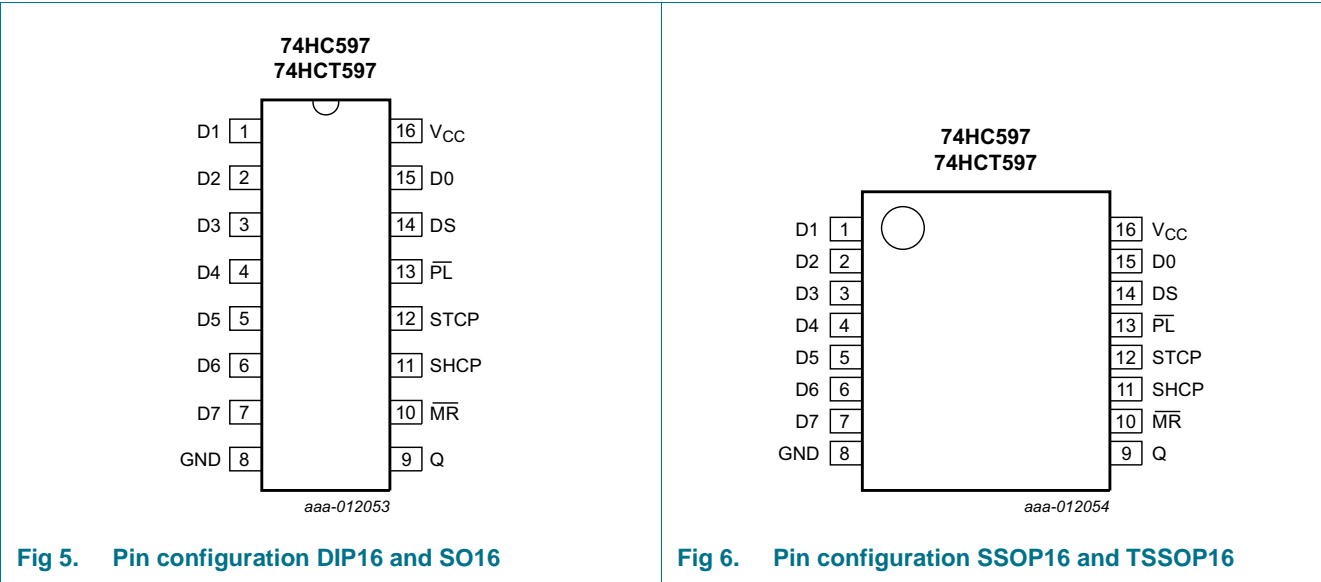 74HC597
74HCT597
D1 1 16 VCC
D2 2 15 D0
D3 3 14 DS
D4 4 13 P̅L̅
D5 5 12 STCP
D6 6 11 SHCP
D7 7 10 M̅R̅
GND 8 9 Q
aaa-012053
Fig 5. Pin configuration DIP16 and SO16
74HC597
74HCT597
D1 1 16 VCC
D2 2 15 D0
D3 3 14 DS
D4 4 13 P̅L̅
D5 5 12 STCP
D6 6 11 SHCP
D7 7 10 M̅R̅
GND 8 9 Q
aaa-012054
Fig 6. Pin configuration SSOP16 and TSSOP16